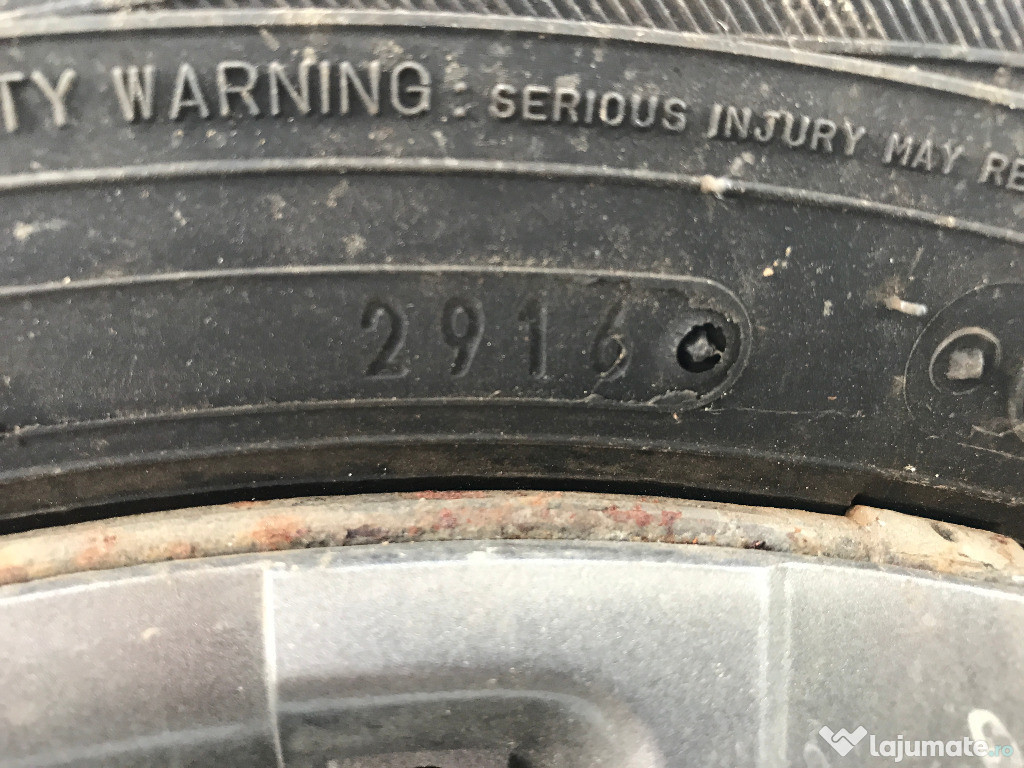 TY WARNING: SERIOUS INJURY MAY RE
2916
lajumate.ro